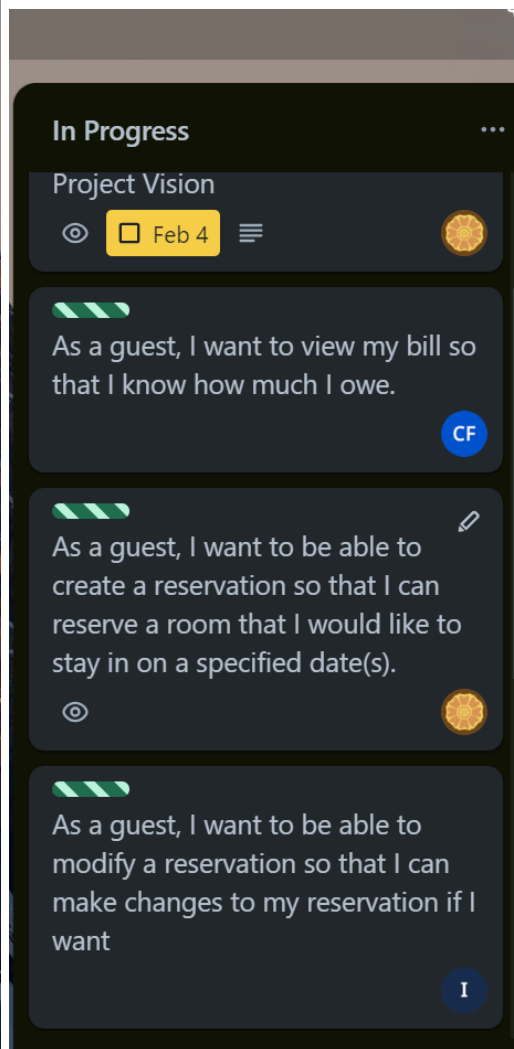 In Progress
Project Vision
Feb 4
As a guest, I want to view my bill so
that I know how much I owe.
CF
As a guest, I want to be able to
create a reservation so that I can
reserve a room that I would like to
stay in on a specified date(s).
As a guest, I want to be able to
modify a reservation so that I can
make changes to my reservation if I
want
I